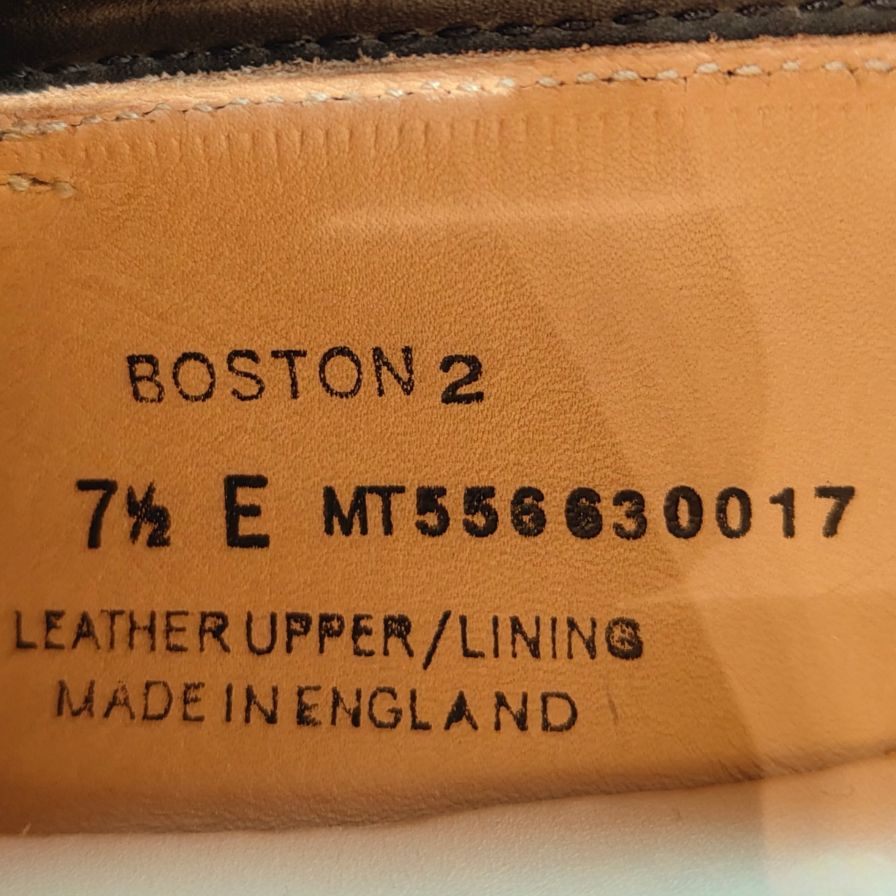 BOSTON 2
7½ E MT556630017
LEATHER UPPER/LINING
MADE IN ENGLAND